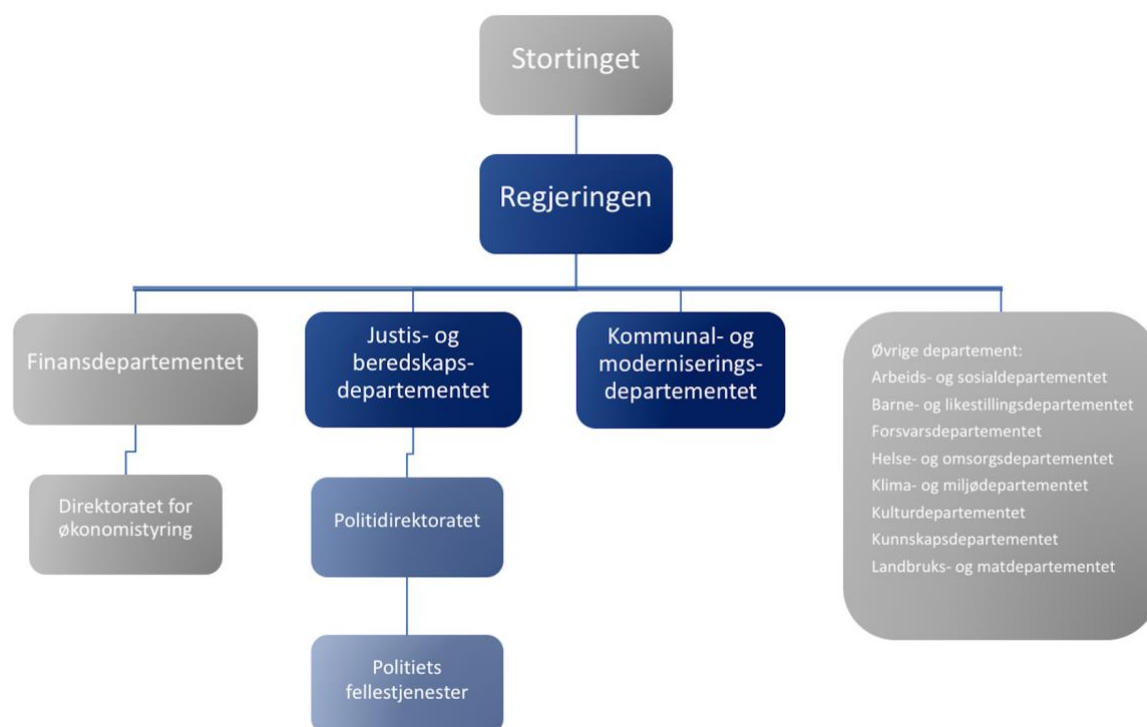 Stortinget
Regjeringen
Finansdepartementet
Justis- og
beredskaps-
departementet
Kommunal- og
moderniserings-
departementet
Øvrige departement:
Arbeids- og sosialdepartementet
Barne- og likestillingsdepartementet
Forsvarsdepartementet
Helse- og omsorgsdepartementet
Klima- og miljødepartementet
Kulturdepartementet
Kunnskapsdepartementet
Landbruks- og matdepartementet
Direktoratet for
økonomistyring
Politidirektoratet
Politiets
fellestjenester